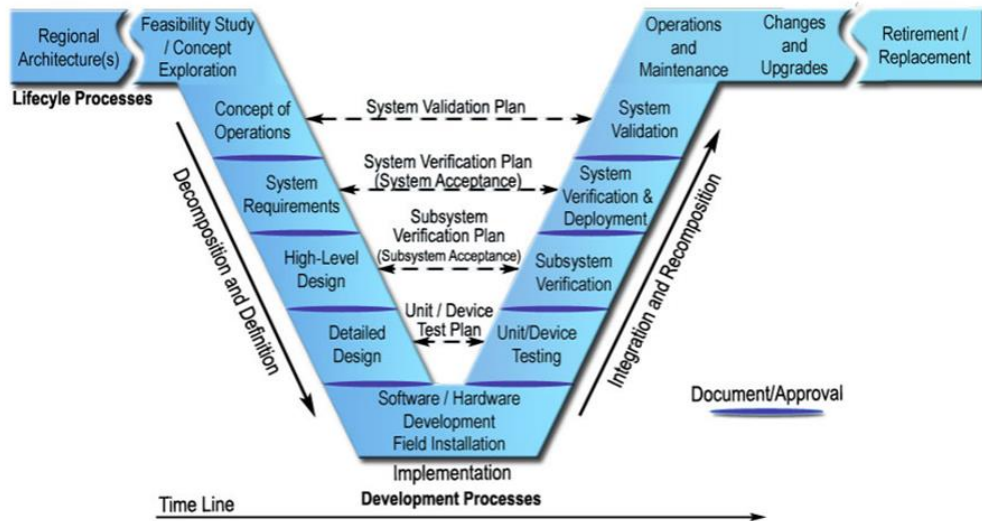 Regional
Architecture(s)
Feasibility Study
/ Concept
Exploration
Operations
and
Maintenance
Changes
and
Upgrades
Retirement /
Replacement
Lifecyle Processes
Concept of
Operations
System Validation Plan
System
Validation
System
Requirements
System Verification Plan
(System Acceptance)
System
Verification &
Deployment
High-Level
Design
Subsystem
Verification Plan
(Subsystem Acceptance)
Subsystem
Verification
Detailed
Design
Unit / Device
Test Plan
Unit/Device
Testing
Decomposition and Definition
Integration and Recomposition
Software / Hardware
Development
Field Installation
Document/Approval
Implementation
Development Processes
Time Line